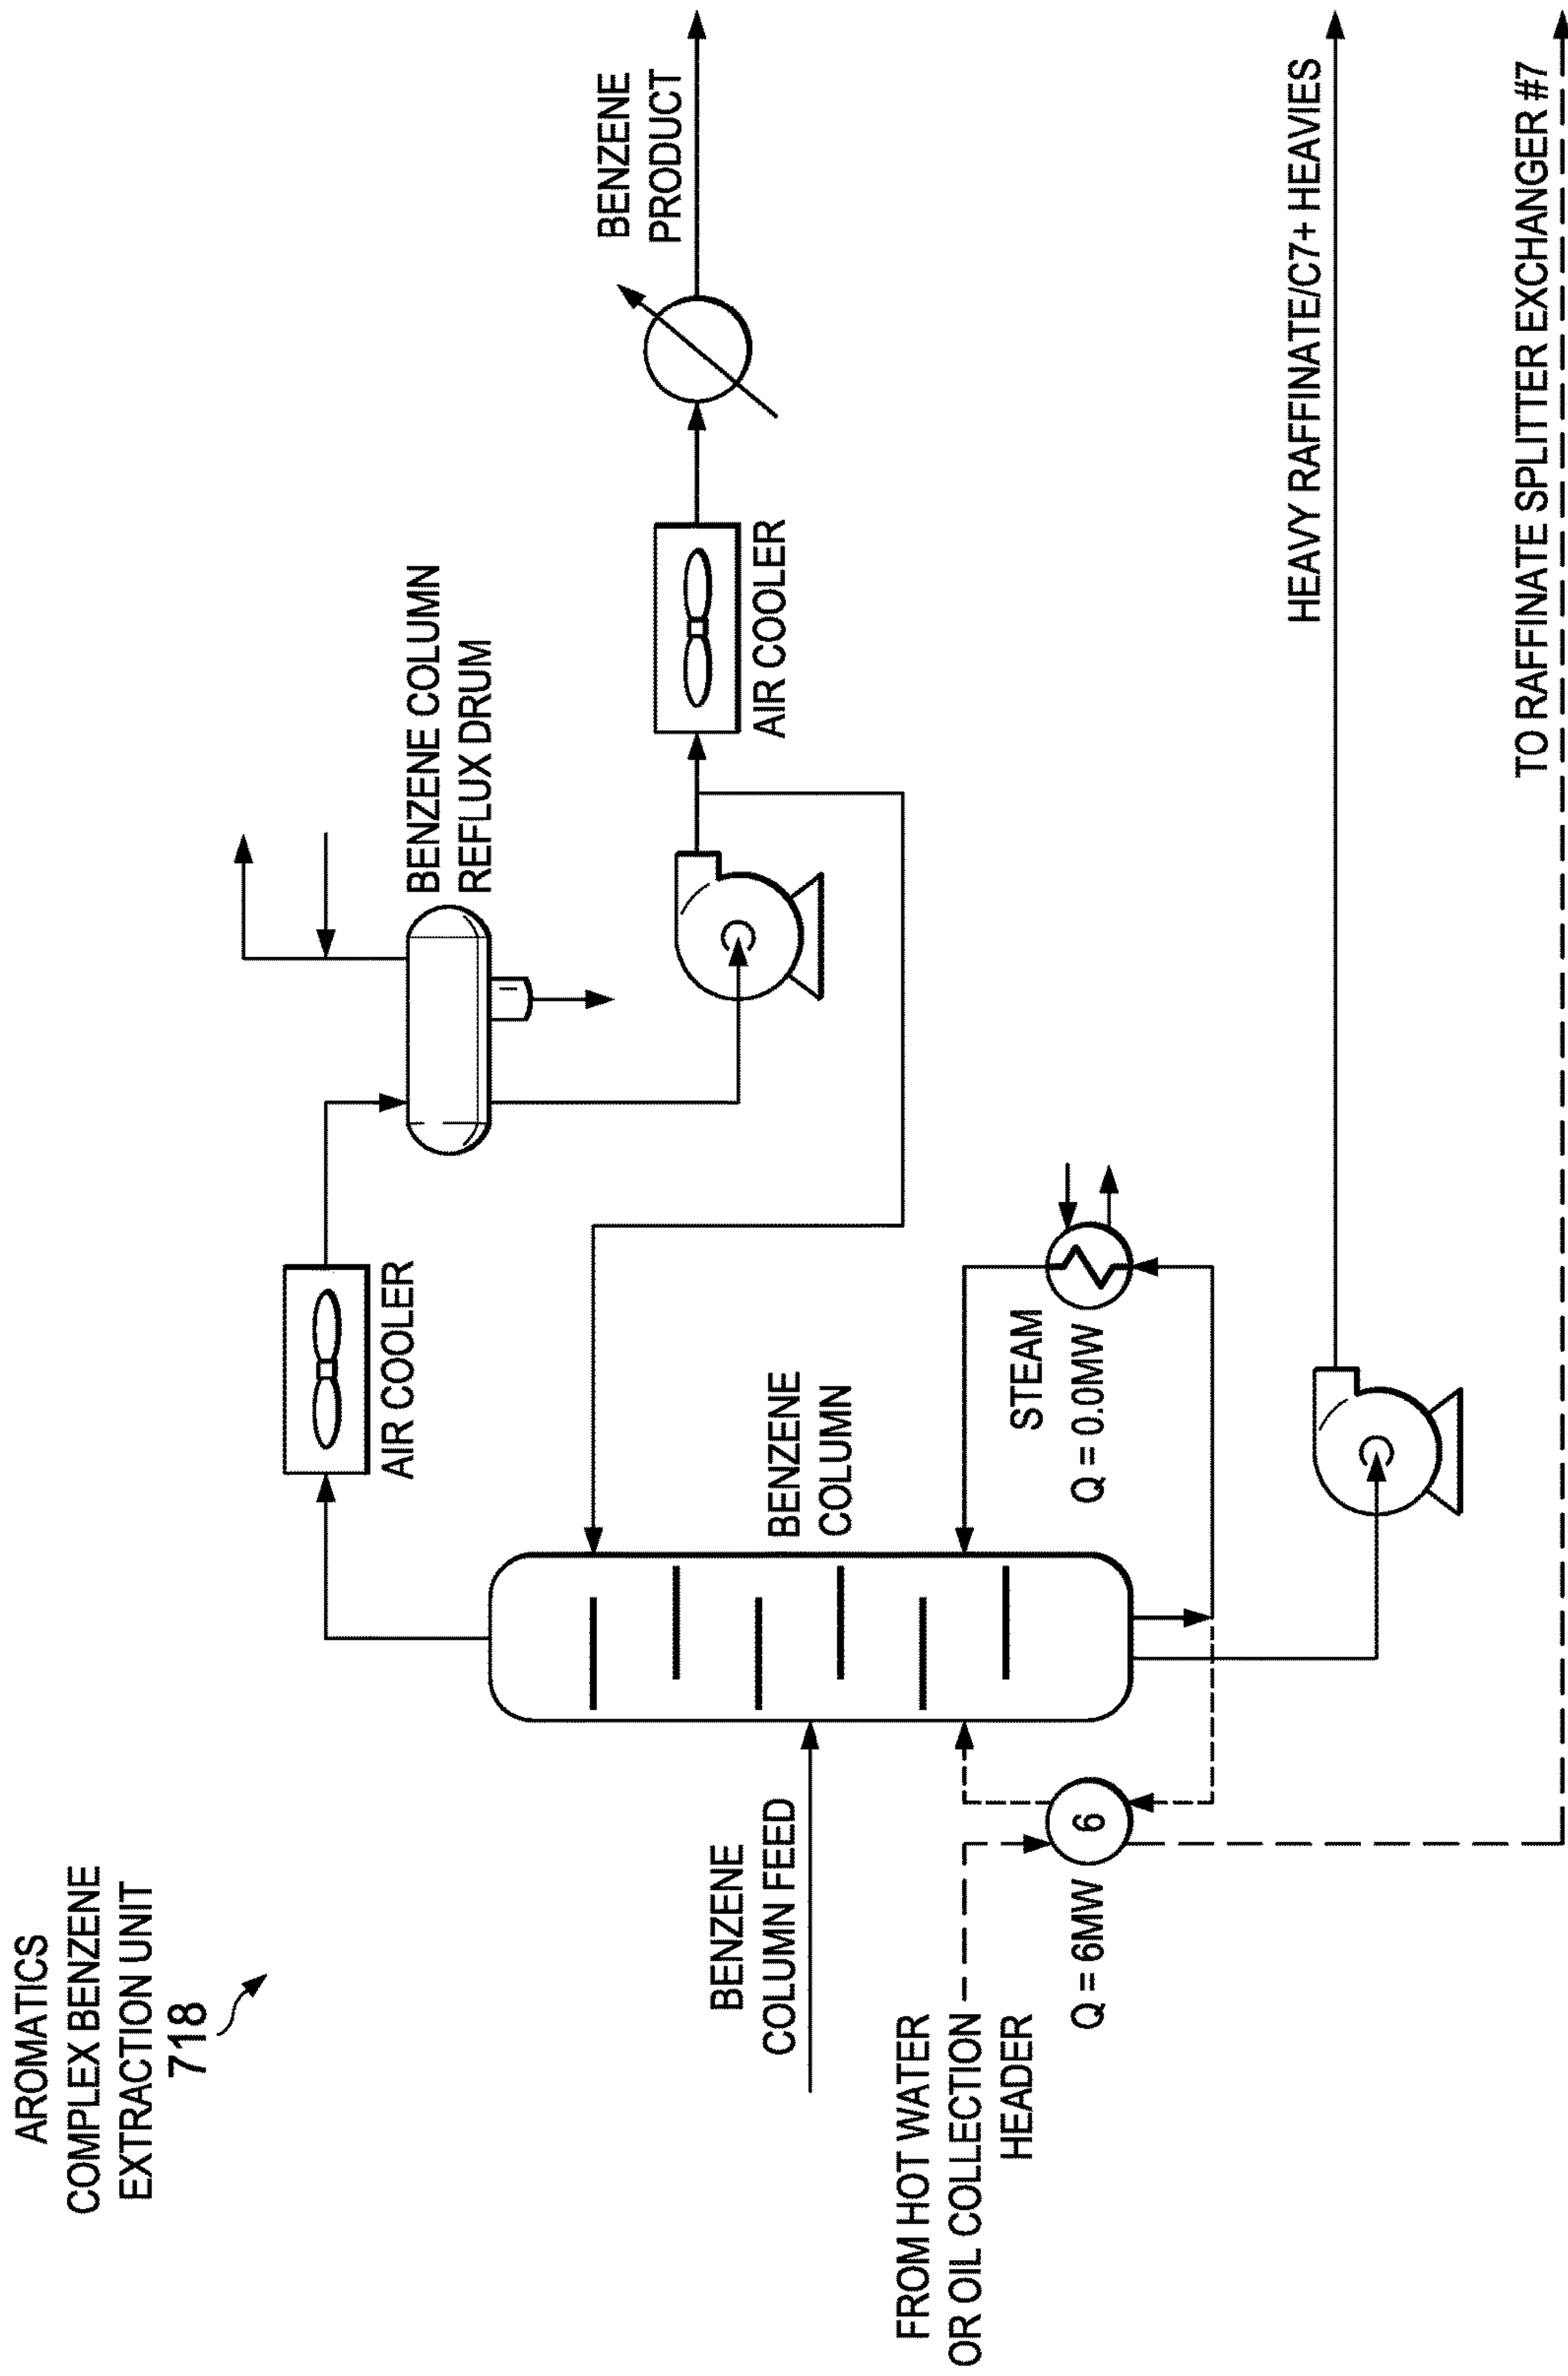 AROMATICS
COMPLEX BENZENE
EXTRACTION UNIT
718
AIR COOLER
BENZENE COLUMN
REFLUX DRUM
BENZENE
PRODUCT
AIR COOLER
BENZENE
COLUMN FEED
BENZENE
COLUMN
FROM HOT WATER
OR OIL COLLECTION
HEADER
6
Q = 6MW
STEAM
Q = 0.0MW
HEAVY RAFFINATE/C7+ HEAVIES
TO RAFFINATE SPLITTER EXCHANGER #7